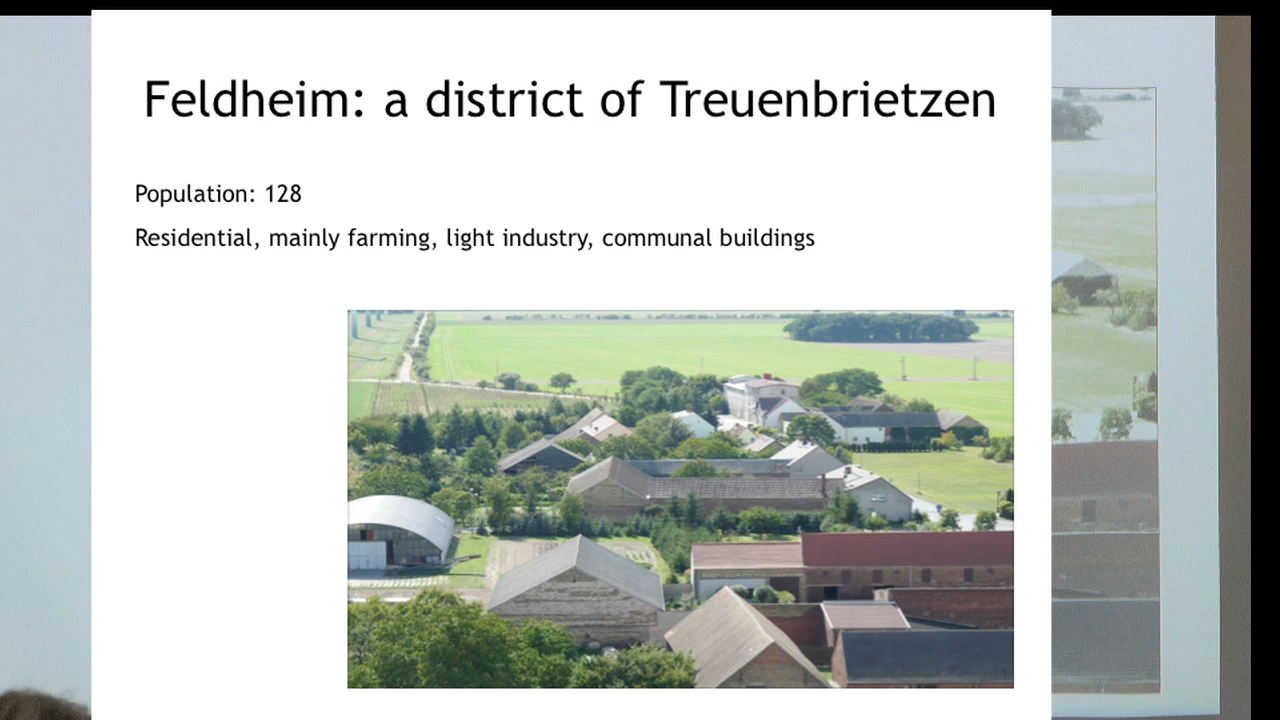 Feldheim: a district of Treuenbrietzen
Population: 128
Residential, mainly farming, light industry, communal buildings